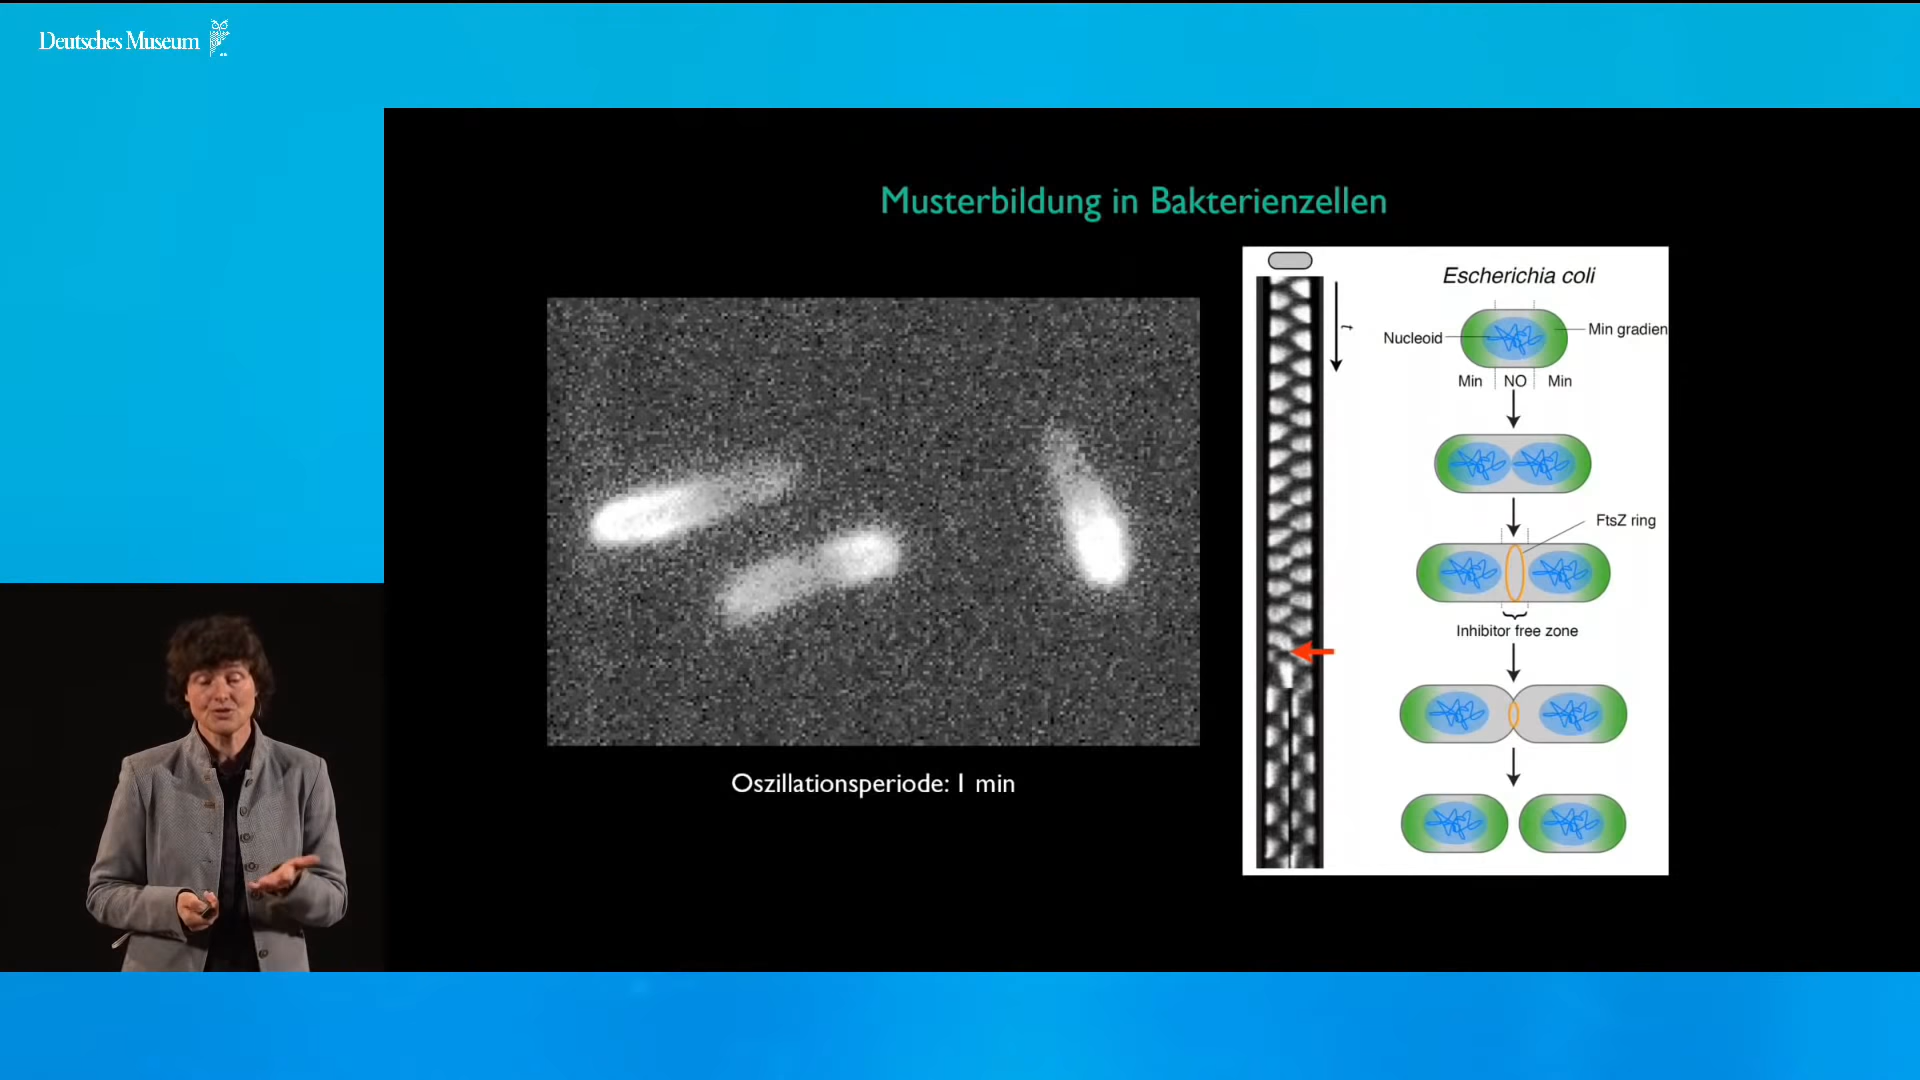 Deutsches Museum
Musterbildung in Bakterienzellen
Oszillationsperiode: 1 min
t
Escherichia coli
Nucleoid
Min gradien
Min NO Min
FtsZ ring
Inhibitor free zone